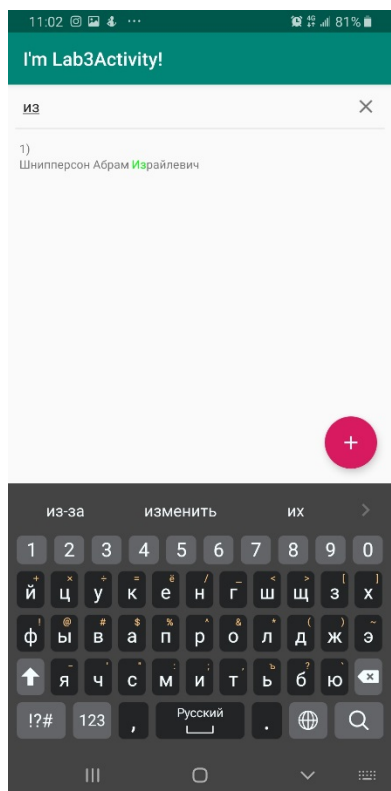 11:02 ··· 4G 81%
I'm Lab3Activity!
из
1)
Шнипперсон Абрам Израйлевич
+
из-за изменить их >
1 2 3 4 5 6 7 8 9 0
+ × ÷ = ё / _ < > [ ]
й ц у к е н г ш щ з х
! @ # $ % ^ & * ( ) ~
ф ы в а п р о л д ж э
- ' " : ; , ъ ? `
я ч с м и т ь б ю
!?# 123 , Русский .